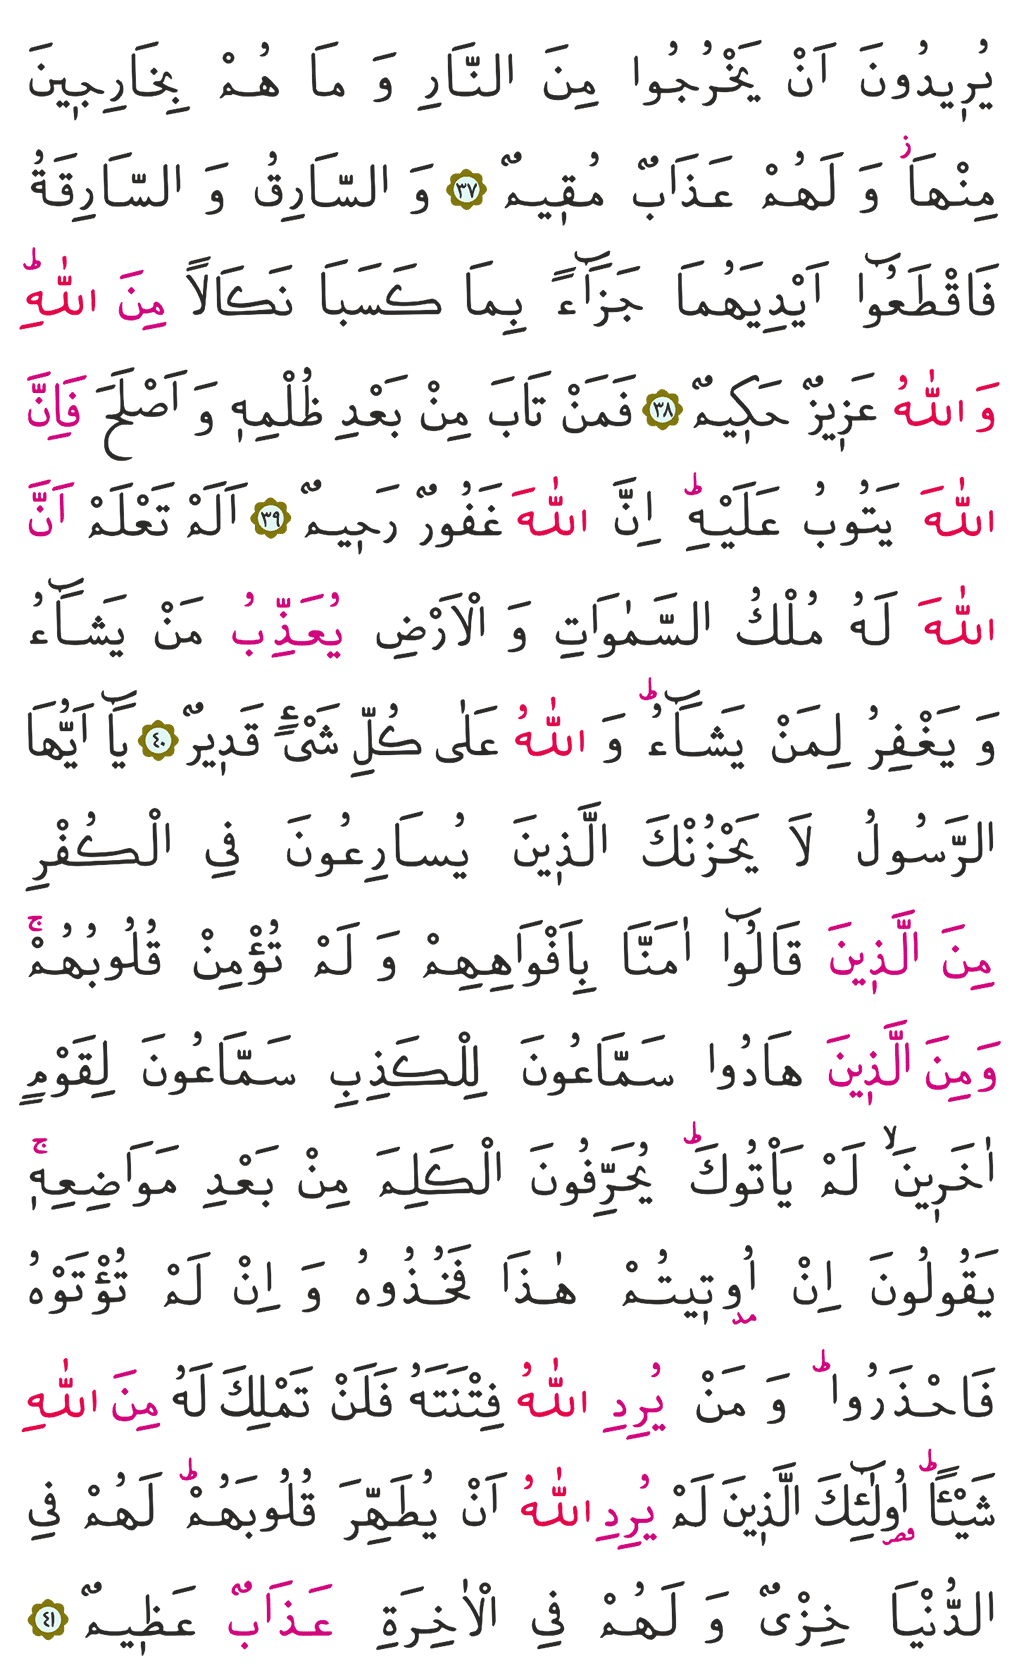 يُرٖيدُونَ اَنْ يَخْرُجُوا مِنَ النَّارِ وَ مَا هُمْ بِخَارِجٖينَ
مِنْهَاؗ وَ لَهُمْ عَذَابٌ مُقٖيمٌ ﴿٣٧﴾ وَ السَّارِقُ وَ السَّارِقَةُ
فَاقْطَعُٓوا اَيْدِيَهُمَا جَزَٓاءً بِمَا كَسَبَا نَكَالاً مِنَ اللّٰهِؕ
وَ اللّٰهُ عَزٖيزٌ حَكٖيمٌ ﴿٣٨﴾ فَمَنْ تَابَ مِنْ بَعْدِ ظُلْمِهٖ وَ اَصْلَحَ فَاِنَّ
اللّٰهَ يَتُوبُ عَلَيْهِؕ اِنَّ اللّٰهَ غَفُورٌ رَحٖيمٌ ﴿٣٩﴾ اَلَمْ تَعْلَمْ اَنَّ
اللّٰهَ لَهُ مُلْكُ السَّمٰوَاتِ وَ الْاَرْضِ يُعَذِّبُ مَنْ يَشَٓاءُ
وَ يَغْفِرُ لِمَنْ يَشَٓاءُؕ وَ اللّٰهُ عَلٰى كُلِّ شَیْءٍ قَدٖيرٌ ﴿٤٠﴾ يَٓا اَيُّهَا
الرَّسُولُ لَا يَحْزُنْكَ الَّذٖينَ يُسَارِعُونَ فِي الْكُفْرِ
مِنَ الَّذٖينَ قَالُٓوا اٰمَنَّا بِاَفْوَاهِهِمْ وَ لَمْ تُؤْمِنْ قُلُوبُهُمْۚ
وَمِنَ الَّذٖينَ هَادُوا سَمَّاعُونَ لِلْكَذِبِ سَمَّاعُونَ لِقَوْمٍ
اٰخَرٖينَۙ لَمْ يَاْتُوكَؕ يُحَرِّفُونَ الْكَلِمَ مِنْ بَعْدِ مَوَاضِعِهٖۚ
يَقُولُونَ اِنْ اُوتٖيتُمْ هٰذَا فَخُذُوهُ وَ اِنْ لَمْ تُؤْتَوْهُ
مد
فَاحْذَرُواؕ وَ مَنْ يُرِدِ اللّٰهُ فِتْنَتَهُ فَلَنْ تَمْلِكَ لَهُ مِنَ اللّٰهِ
شَيْئاًؕ اُولٰٓئِكَ الَّذٖينَ لَمْ يُرِدِ اللّٰهُ اَنْ يُطَهِّرَ قُلُوبَهُمْؕ لَهُمْ فِي
قصر
الدُّنْيَا خِزْیٌ وَ لَهُمْ فِي الْاٰخِرَةِ عَذَابٌ عَظٖيمٌ ﴿٤١﴾